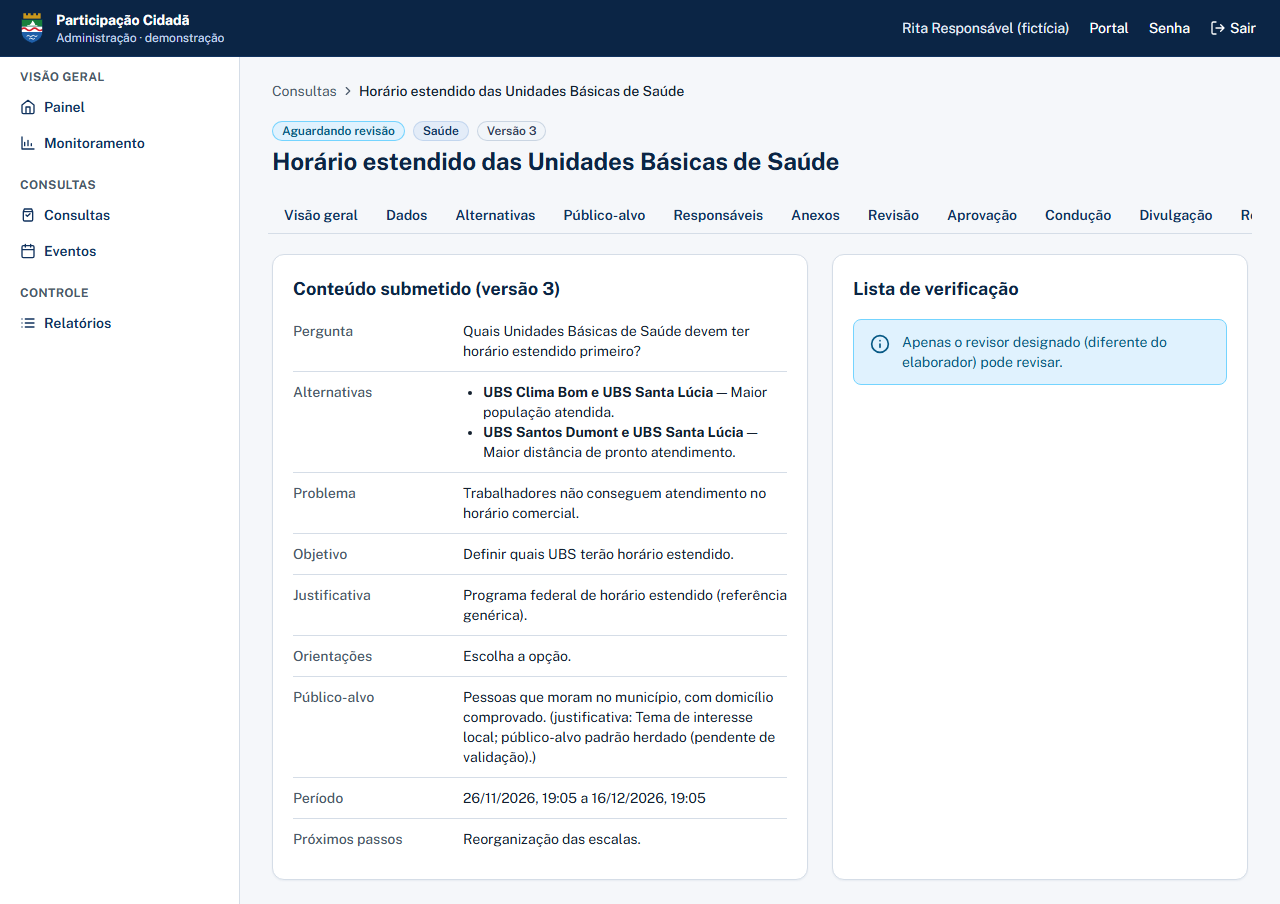 Participação Cidadã
Administração · demonstração
Rita Responsável (fictícia)
Portal
Senha
Sair
VISÃO GERAL
Painel
Monitoramento
CONSULTAS
Consultas
Eventos
CONTROLE
Relatórios
Consultas > Horário estendido das Unidades Básicas de Saúde
Aguardando revisão
Saúde
Versão 3
Horário estendido das Unidades Básicas de Saúde
Visão geral
Dados
Alternativas
Público-alvo
Responsáveis
Anexos
Revisão
Aprovação
Condução
Divulgação
Conteúdo submetido (versão 3)
Pergunta
Quais Unidades Básicas de Saúde devem ter
horário estendido primeiro?
Alternativas
• UBS Clima Bom e UBS Santa Lúcia — Maior
população atendida.
• UBS Santos Dumont e UBS Santa Lúcia —
Maior distância de pronto atendimento.
Problema
Trabalhadores não conseguem atendimento no
horário comercial.
Objetivo
Definir quais UBS terão horário estendido.
Justificativa
Programa federal de horário estendido (referência
genérica).
Orientações
Escolha a opção.
Público-alvo
Pessoas que moram no município, com domicílio
comprovado. (justificativa: Tema de interesse
local; público-alvo padrão herdado (pendente de
validação).)
Período
26/11/2026, 19:05 a 16/12/2026, 19:05
Próximos passos
Reorganização das escalas.
Lista de verificação
Apenas o revisor designado (diferente do
elaborador) pode revisar.